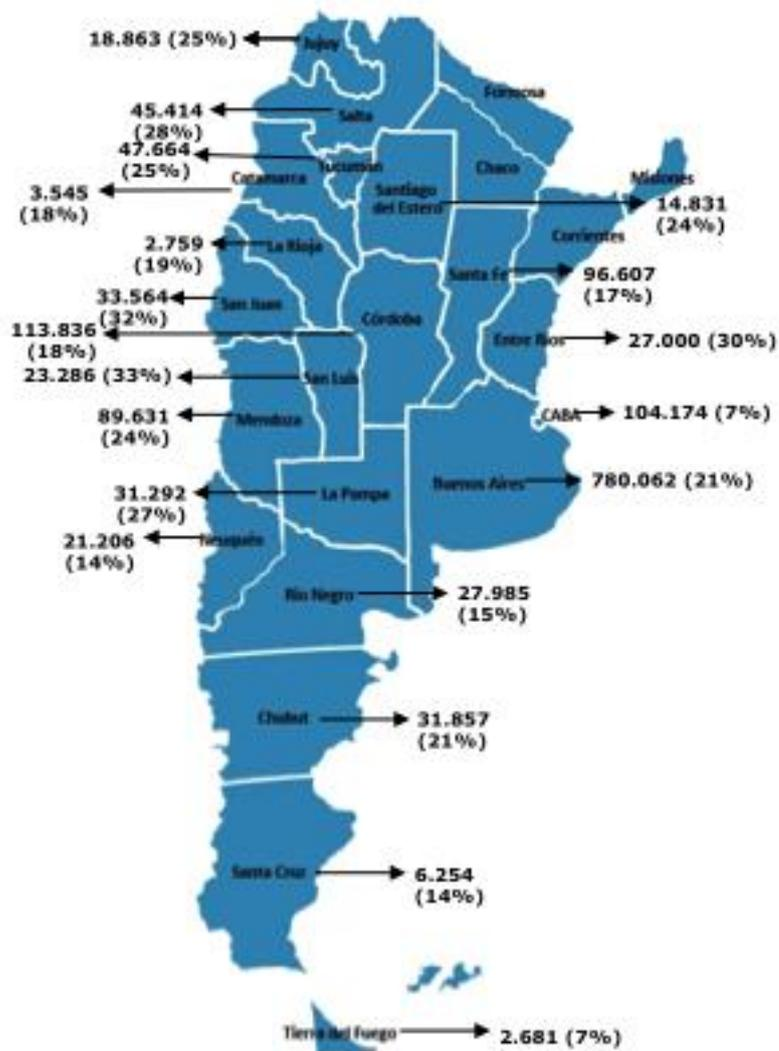 18.863 (25%)
Jujuy
Formosa
45.414
(28%)
Salta
47.664
(25%)
Tucumán
Chaco
Catamarca
Misiones
3.545
(18%)
Santiago
del Estero
14.831
(24%)
Corrientes
2.759
(19%)
La Rioja
Santa Fe
96.607
(17%)
33.564
(32%)
San Juan
Córdoba
113.836
(18%)
Entre Ríos
27.000 (30%)
23.286 (33%)
San Luis
89.631
(24%)
Mendoza
CABA
104.174 (7%)
31.292
(27%)
La Pampa
Buenos Aires
780.062 (21%)
21.206
(14%)
Neuquén
Río Negro
27.985
(15%)
Chubut
31.857
(21%)
Santa Cruz
6.254
(14%)
Tierra del Fuego
2.681 (7%)